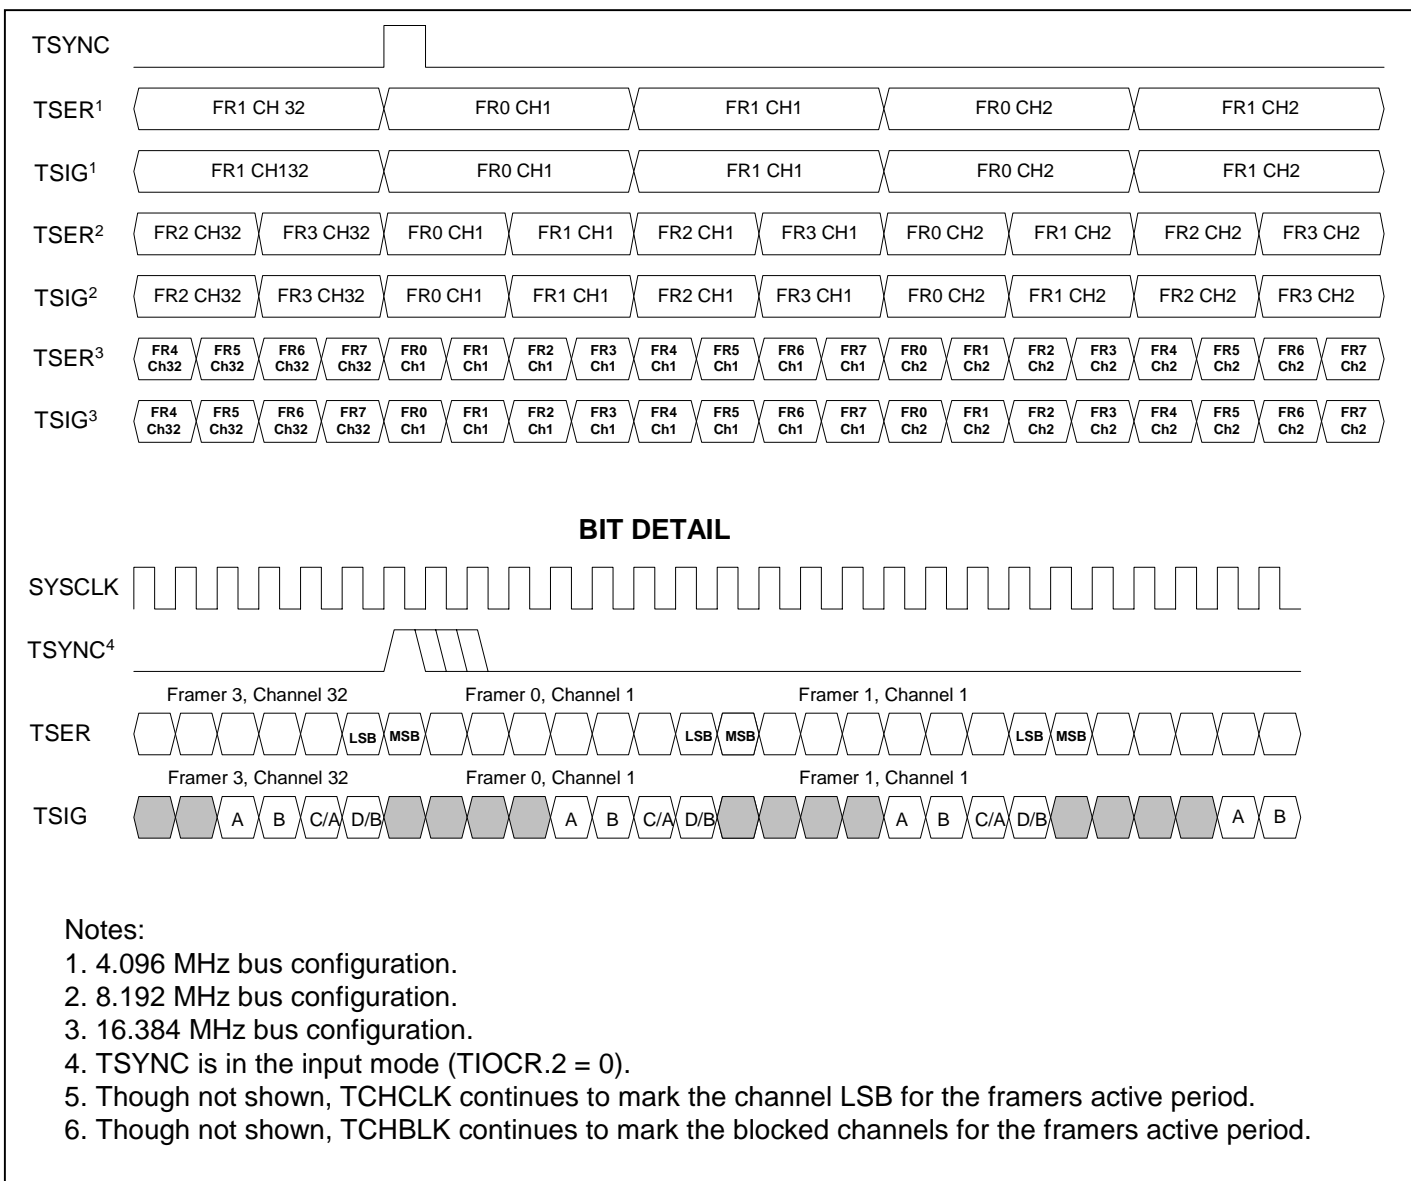 TSYNC
TSER1 FR1 CH 32 FR0 CH1 FR1 CH1 FR0 CH2 FR1 CH2
TSIG1 FR1 CH132 FR0 CH1 FR1 CH1 FR0 CH2 FR1 CH2
TSER2 FR2 CH32 FR3 CH32 FR0 CH1 FR1 CH1 FR2 CH1 FR3 CH1 FR0 CH2 FR1 CH2 FR2 CH2 FR3 CH2
TSIG2 FR2 CH32 FR3 CH32 FR0 CH1 FR1 CH1 FR2 CH1 FR3 CH1 FR0 CH2 FR1 CH2 FR2 CH2 FR3 CH2
TSER3 FR4 FR5 FR6 FR7 FR0 FR1 FR2 FR3 FR4 FR5 FR6 FR7 FR0 FR1 FR2 FR3 FR4 FR5 FR6 FR7
Ch32 Ch32 Ch32 Ch32 Ch1 Ch1 Ch1 Ch1 Ch1 Ch1 Ch1 Ch1 Ch2 Ch2 Ch2 Ch2 Ch2 Ch2 Ch2 Ch2
TSIG3 FR4 FR5 FR6 FR7 FR0 FR1 FR2 FR3 FR4 FR5 FR6 FR7 FR0 FR1 FR2 FR3 FR4 FR5 FR6 FR7
Ch32 Ch32 Ch32 Ch32 Ch1 Ch1 Ch1 Ch1 Ch1 Ch1 Ch1 Ch1 Ch2 Ch2 Ch2 Ch2 Ch2 Ch2 Ch2 Ch2
BIT DETAIL
SYSCLK
TSYNC4
Framer 3, Channel 32 Framer 0, Channel 1 Framer 1, Channel 1
TSER LSB MSB LSB MSB LSB MSB
Framer 3, Channel 32 Framer 0, Channel 1 Framer 1, Channel 1
TSIG A B C/A D/B A B C/A D/B A B C/A D/B A B
Notes:
1. 4.096 MHz bus configuration.
2. 8.192 MHz bus configuration.
3. 16.384 MHz bus configuration.
4. TSYNC is in the input mode (TIOCR.2 = 0).
5. Though not shown, TCHCLK continues to mark the channel LSB for the framers active period.
6. Though not shown, TCHBLK continues to mark the blocked channels for the framers active period.